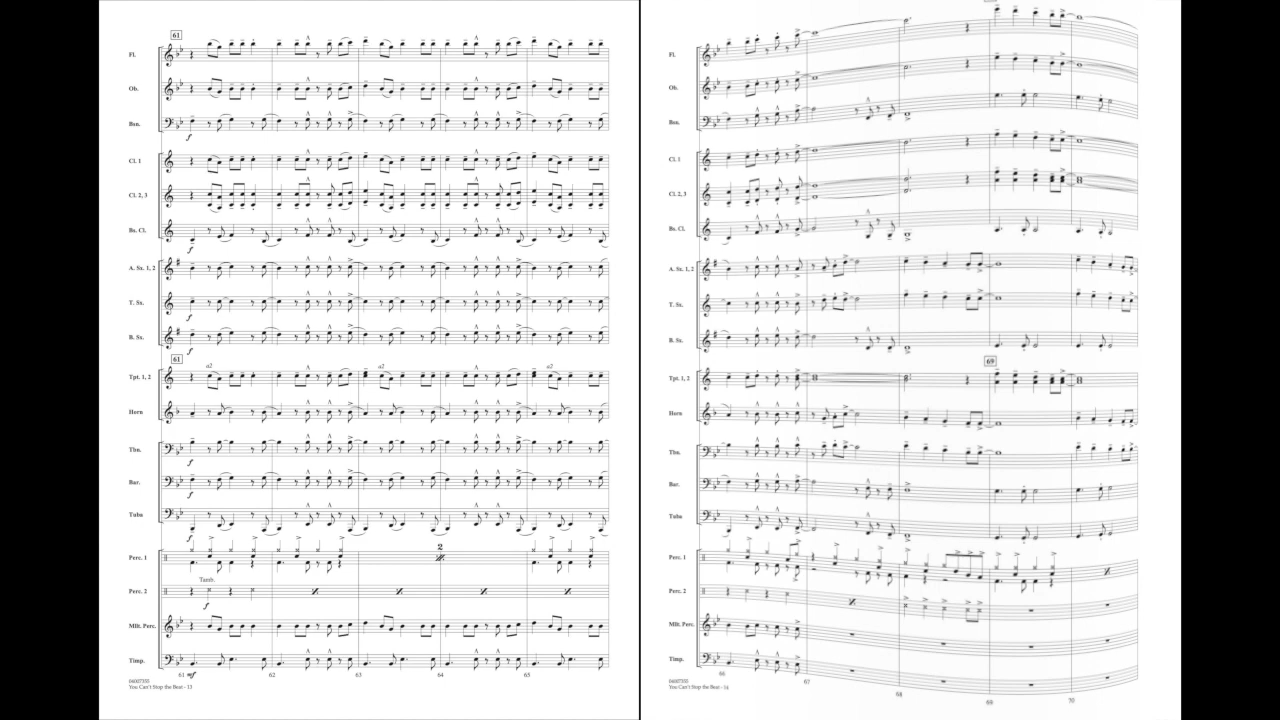 61
Fl.
Ob.
Bsn.
f
Cl. 1
Cl. 2, 3
Bs. Cl.
f
A. Sx. 1, 2
T. Sx.
f
B. Sx.
f
61
a2 a2 a2
Tpt. 1, 2
Horn
Tbn.
f
Bar.
f
Tuba
f
Perc. 1
2
Tamb.
Perc. 2
f
Mlt. Perc.
Timp.
mf
61 62 63 64 65
04007355
You Can't Stop the Beat - 13
Fl.
Ob.
Bsn.
Cl. 1
Cl. 2, 3
Bs. Cl.
A. Sx. 1, 2
T. Sx.
B. Sx.
69
Tpt. 1, 2
Horn
Tbn.
Bar.
Tuba
Perc. 1
Perc. 2
Mlt. Perc.
Timp.
66 67 68 69 70
04007355
You Can't Stop the Beat - 14